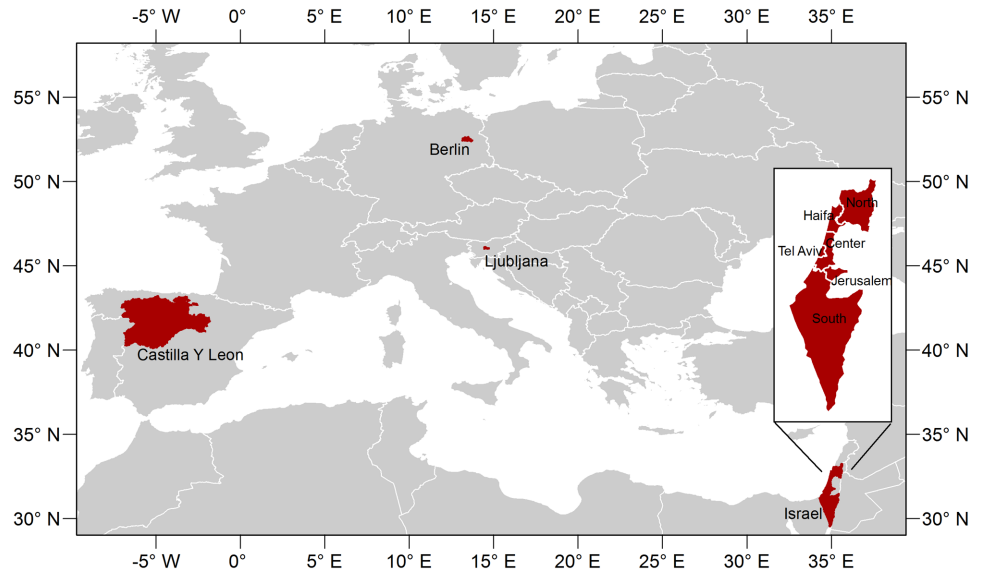 -5° W 0° 5° E 10° E 15° E 20° E 25° E 30° E 35° E
55° N 55° N
Berlin
50° N 50° N
North
Haifa
Center
Tel Aviv
Ljubljana
45° N 45° N
Jerusalem
South
40° N 40° N
Castilla Y Leon
35° N 35° N
Israel
30° N 30° N
-5° W 0° 5° E 10° E 15° E 20° E 25° E 30° E 35° E